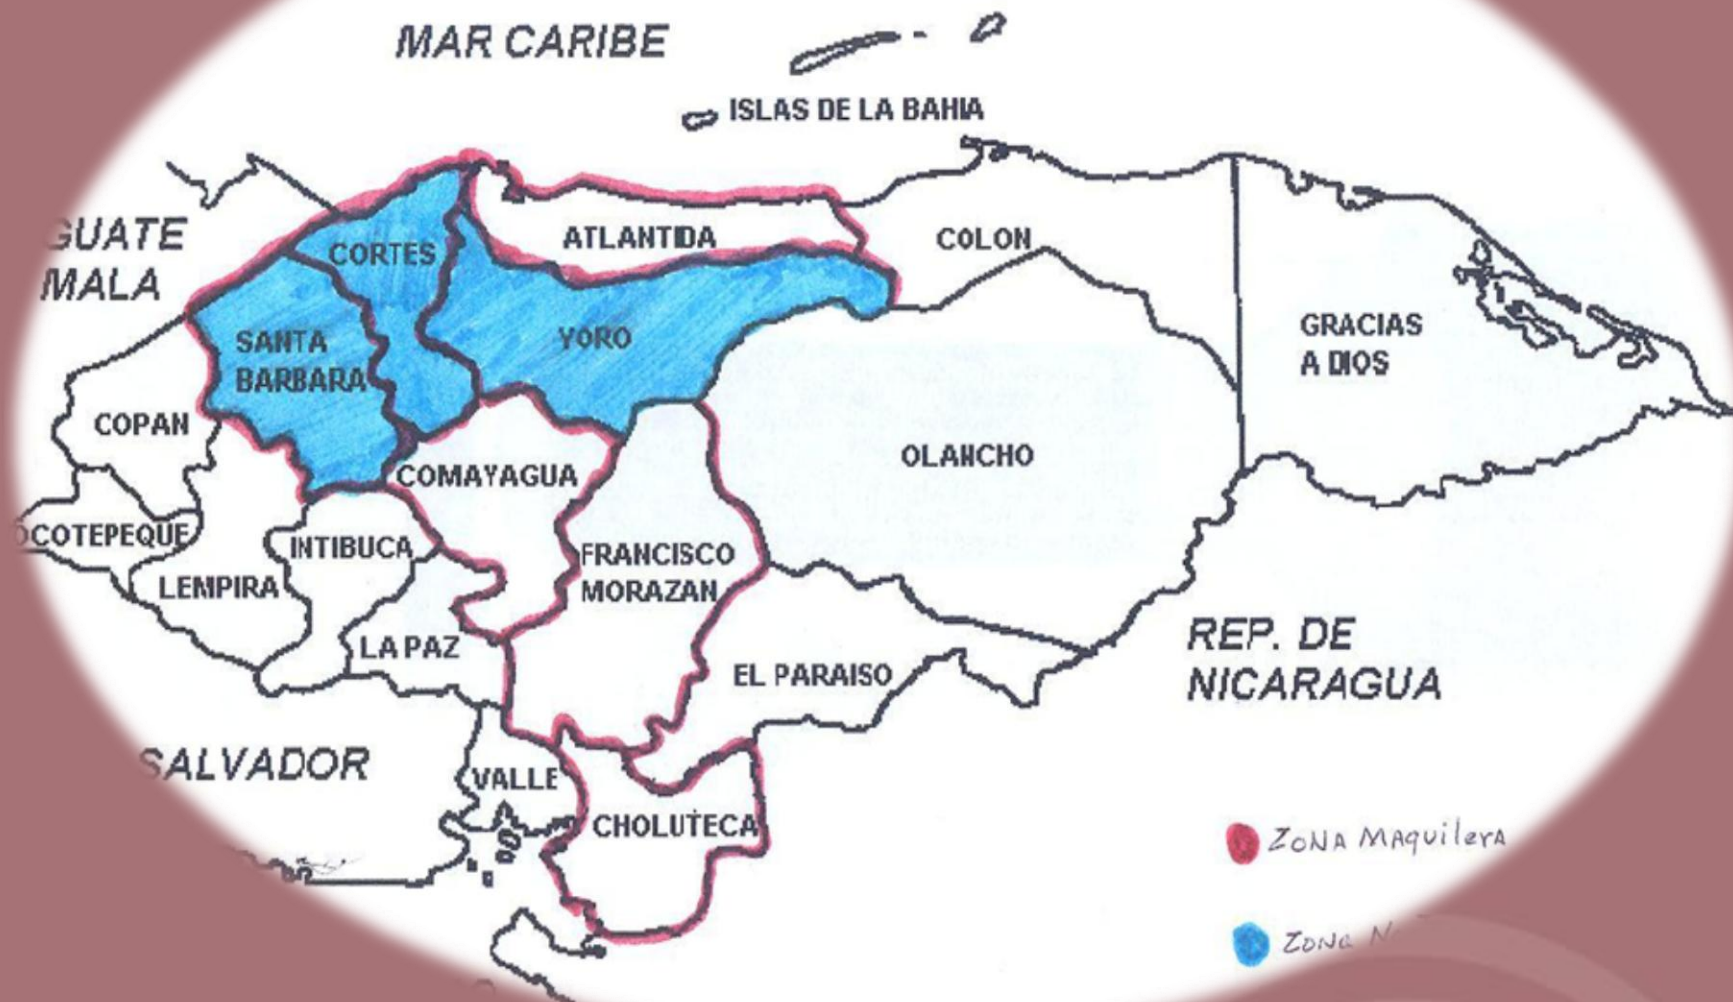 MAR CARIBE
ISLAS DE LA BAHIA
GUATE
MALA
CORTES
ATLANTIDA
COLON
SANTA
BARBARA
YORO
GRACIAS
A DIOS
COPAN
COMAYAGUA
OLANCHO
OCOTEPEQUE
LEMPIRA
INTIBUCA
FRANCISCO
MORAZAN
LA PAZ
EL PARAISO
REP. DE
NICARAGUA
SALVADOR
VALLE
CHOLUTECA
ZONA MAquilerA
ZONa